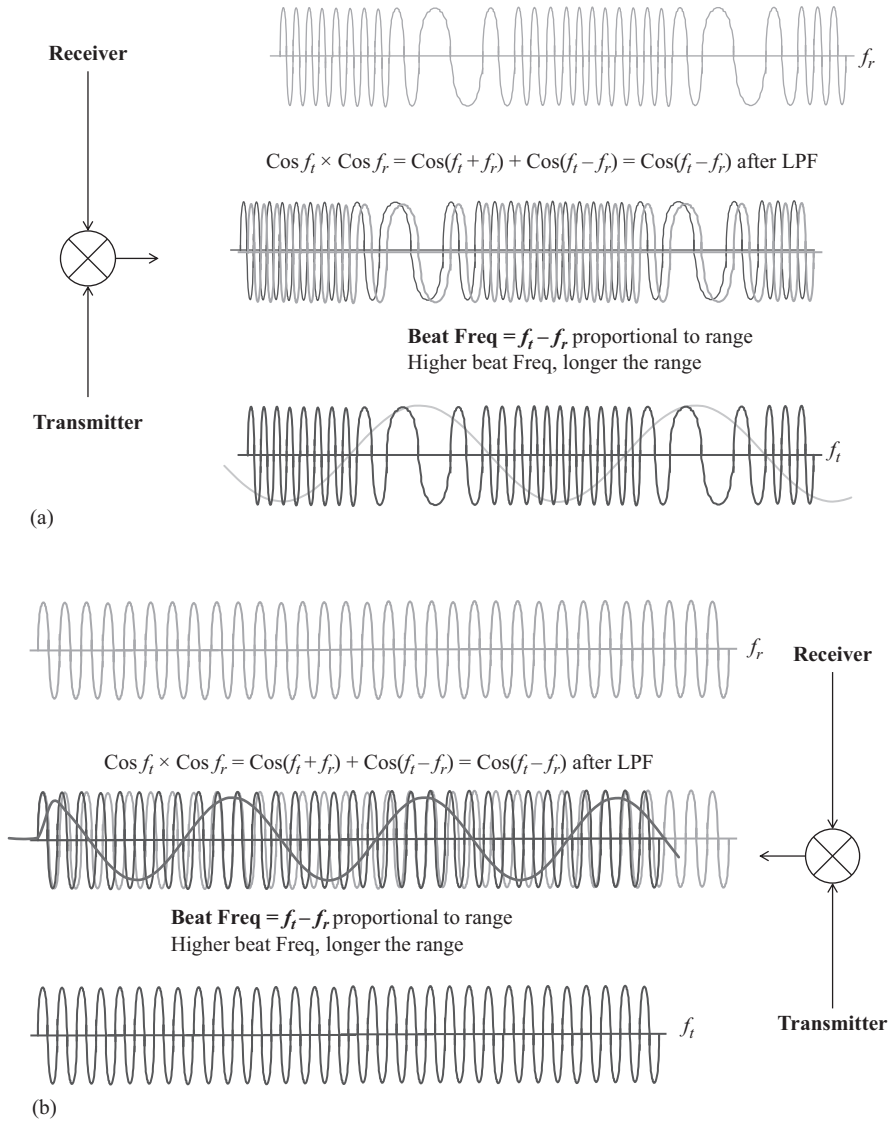 f_r
Receiver
Cos f_t × Cos f_r = Cos(f_t + f_r) + Cos(f_t – f_r) = Cos(f_t – f_r) after LPF
Beat Freq = f_t – f_r proportional to range
Higher beat Freq, longer the range
Transmitter
f_t
(a)
f_r
Receiver
Cos f_t × Cos f_r = Cos(f_t + f_r) + Cos(f_t – f_r) = Cos(f_t – f_r) after LPF
Beat Freq = f_t – f_r proportional to range
Higher beat Freq, longer the range
f_t
Transmitter
(b)